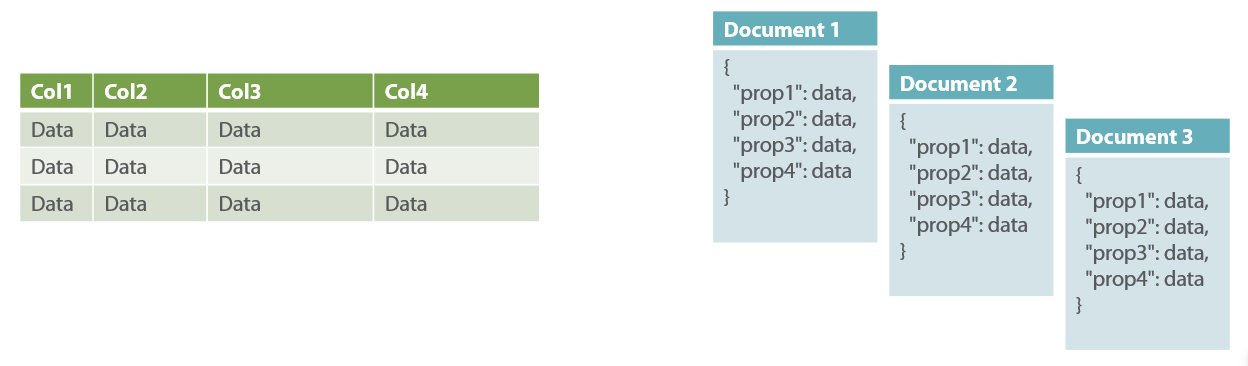 Col1 Col2 Col3 Col4
Data Data Data Data
Data Data Data Data
Data Data Data Data
Document 1
{
"prop1": data,
"prop2": data,
"prop3": data,
"prop4": data
}
Document 2
{
"prop1": data,
"prop2": data,
"prop3": data,
"prop4": data
}
Document 3
{
"prop1": data,
"prop2": data,
"prop3": data,
"prop4": data
}